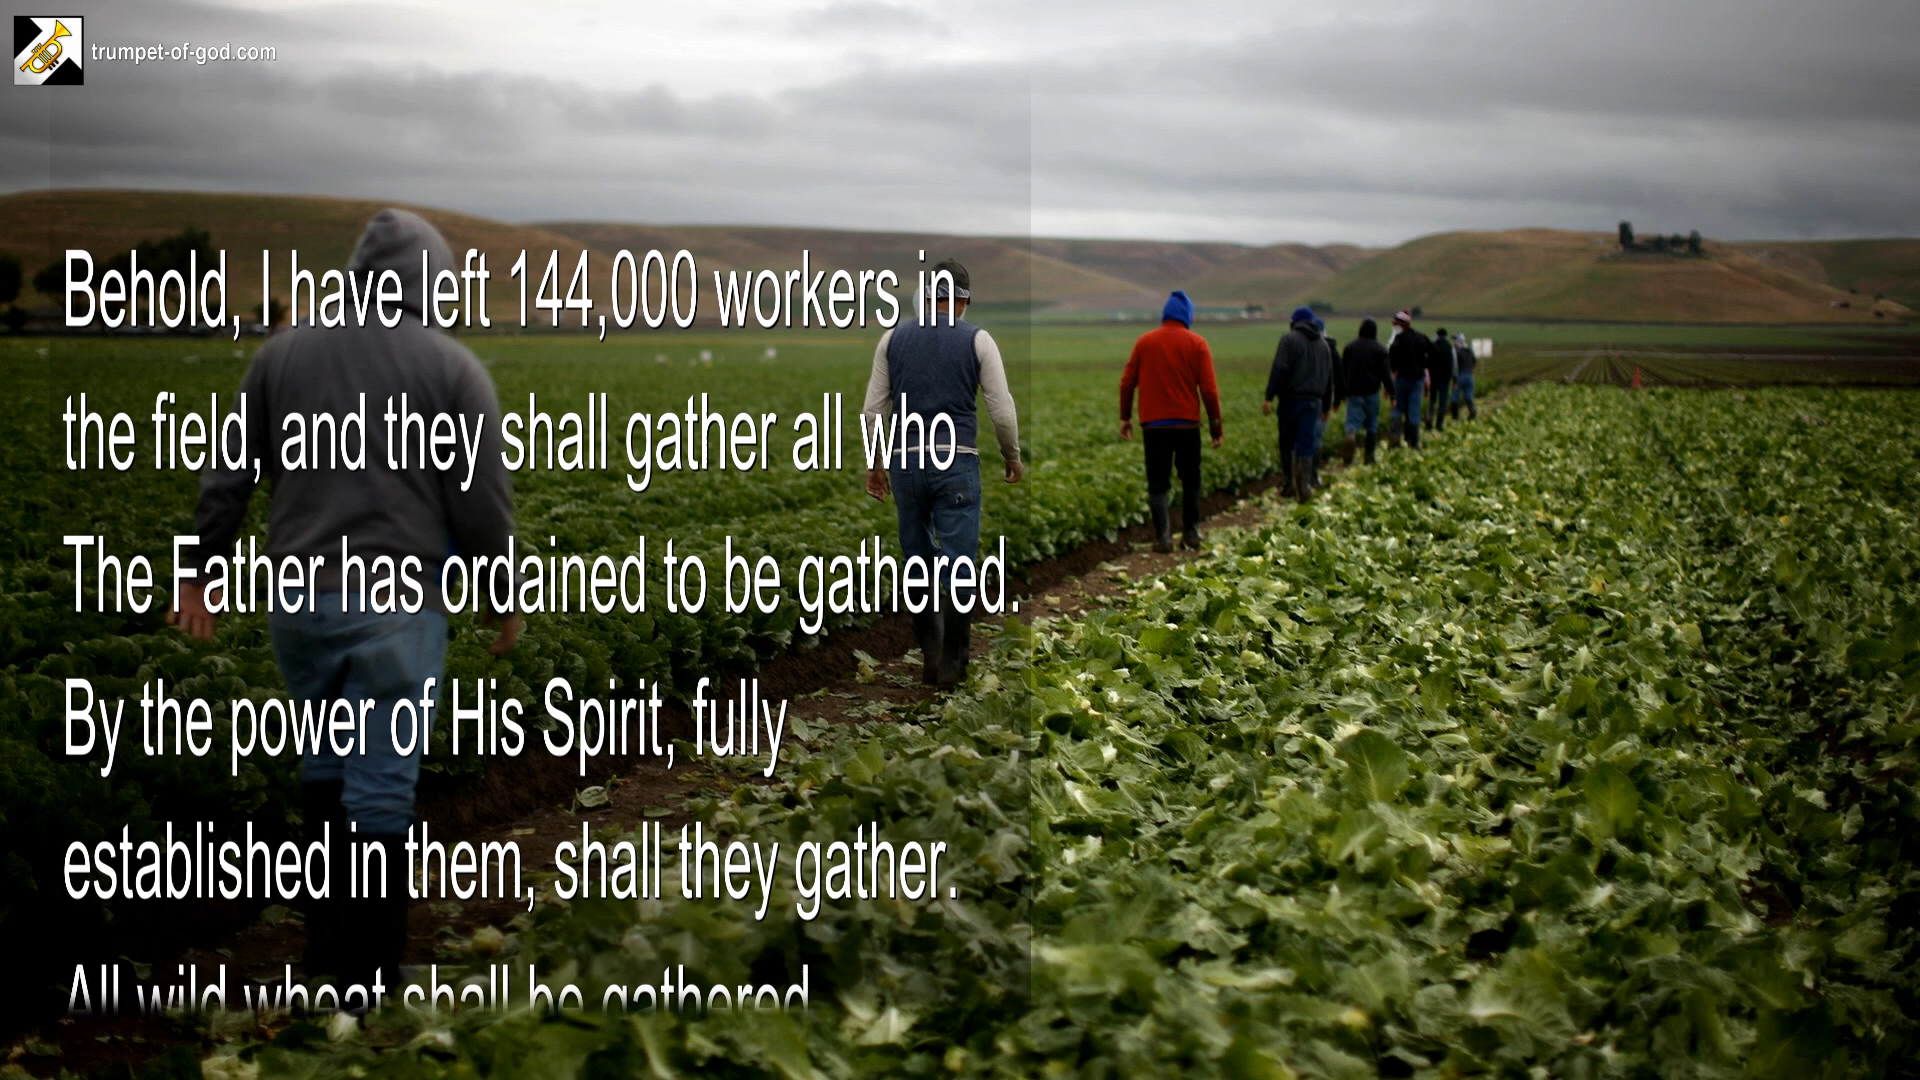 trumpet-of-god.com
Behold, I have left 144,000 workers in
the field, and they shall gather all who
The Father has ordained to be gathered.
By the power of His Spirit, fully
established in them, shall they gather.
All wild wheat shall be gathered